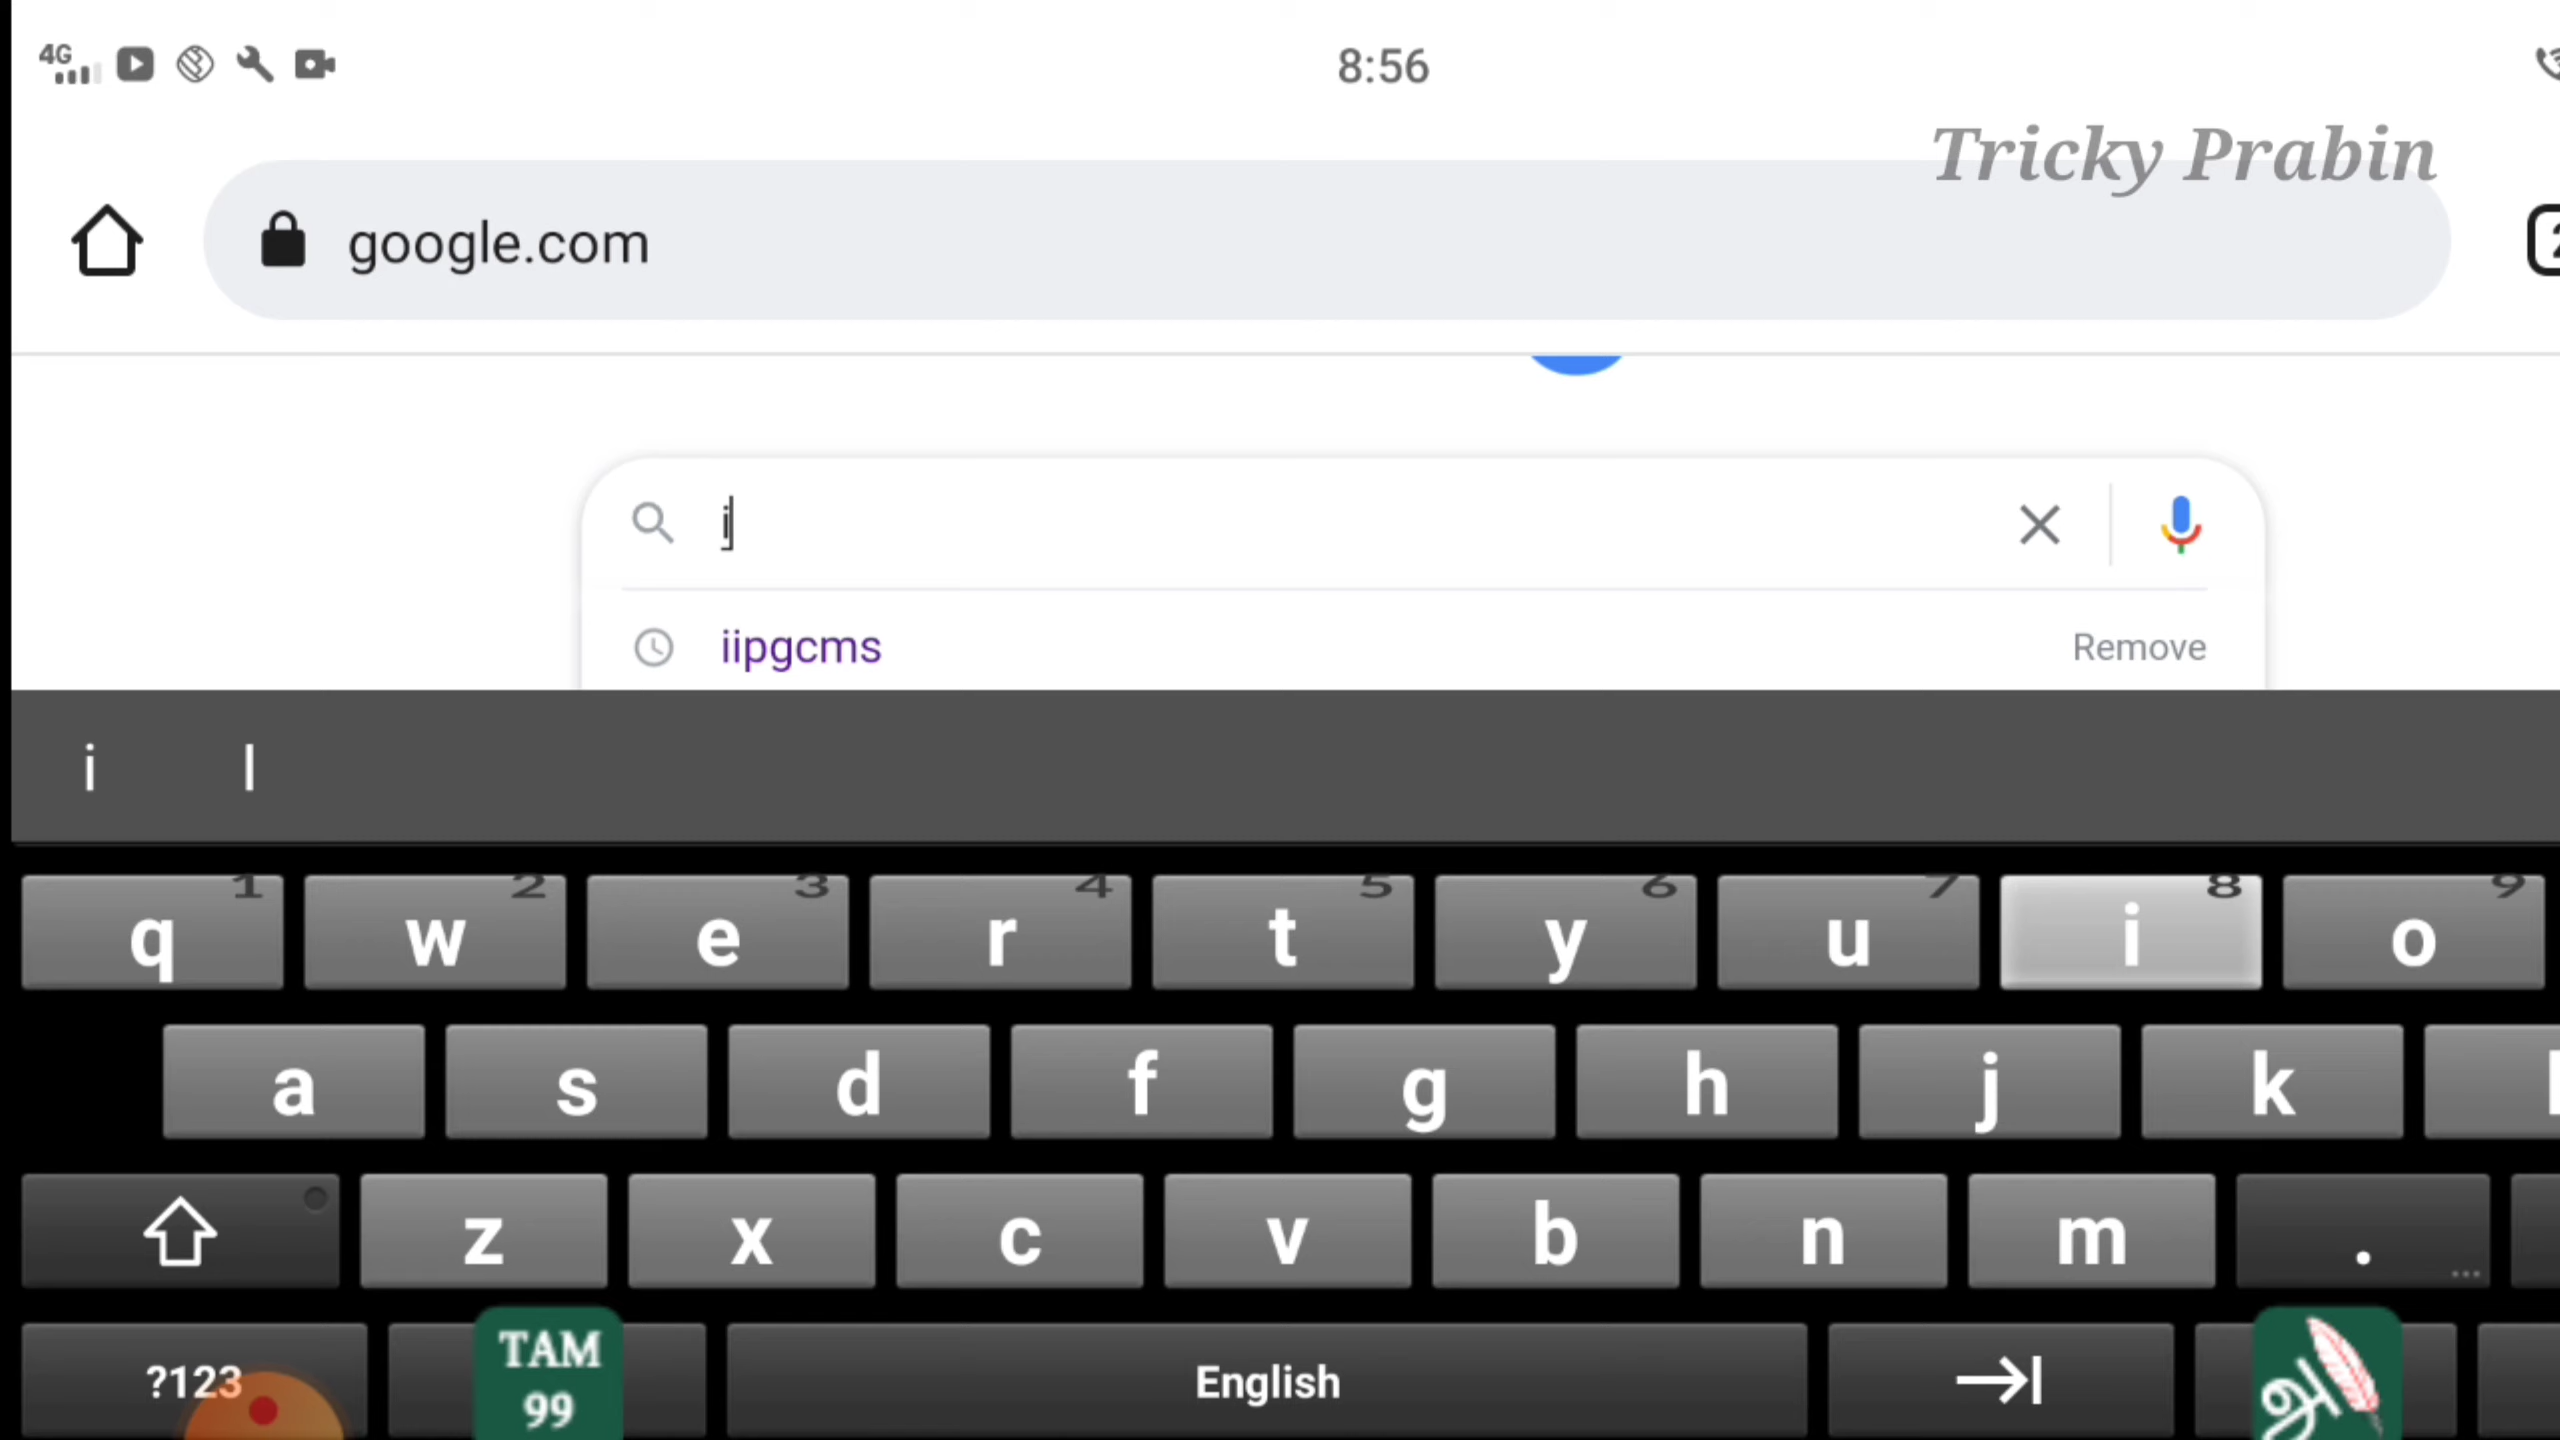 4G 8:56
Tricky Prabin
google.com
i
iipgcms Remove
i I
1 2 3 4 5 6 7 8 9
q w e r t y u i o
a s d f g h j k
z x c v b n m .
?123 TAM 99 English அ